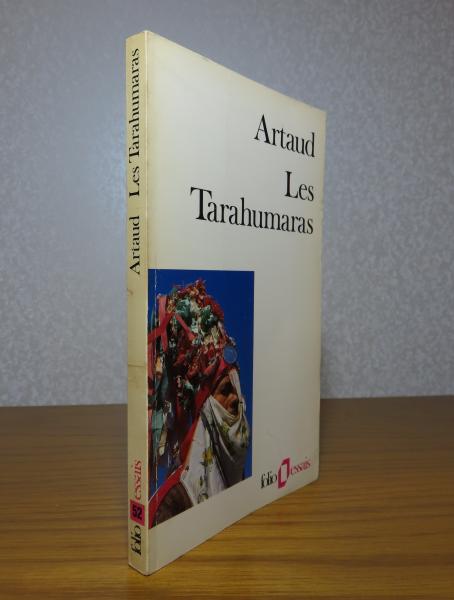 Artaud
Les
Tarahumaras
folio essais
Artaud Les Tarahumaras
folio 52 essais